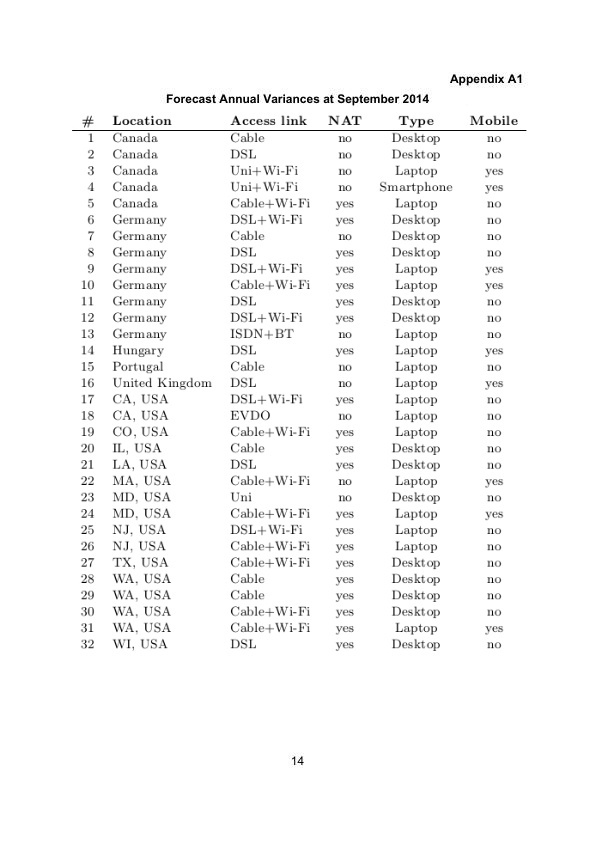 Appendix A1
Forecast Annual Variances at September 2014
# Location Access link NAT Type Mobile
1 Canada Cable no Desktop no
2 Canada DSL no Desktop no
3 Canada Uni+Wi-Fi no Laptop yes
4 Canada Uni+Wi-Fi no Smartphone yes
5 Canada Cable+Wi-Fi yes Laptop no
6 Germany DSL+Wi-Fi yes Desktop no
7 Germany Cable no Desktop no
8 Germany DSL yes Desktop no
9 Germany DSL+Wi-Fi yes Laptop yes
10 Germany Cable+Wi-Fi yes Laptop yes
11 Germany DSL yes Desktop no
12 Germany DSL+Wi-Fi yes Desktop no
13 Germany ISDN+BT no Laptop no
14 Hungary DSL yes Laptop yes
15 Portugal Cable no Laptop no
16 United Kingdom DSL no Laptop yes
17 CA, USA DSL+Wi-Fi yes Laptop no
18 CA, USA EVDO no Laptop no
19 CO, USA Cable+Wi-Fi yes Laptop no
20 IL, USA Cable yes Desktop no
21 LA, USA DSL yes Desktop no
22 MA, USA Cable+Wi-Fi no Laptop yes
23 MD, USA Uni no Desktop no
24 MD, USA Cable+Wi-Fi yes Laptop yes
25 NJ, USA DSL+Wi-Fi yes Laptop no
26 NJ, USA Cable+Wi-Fi yes Laptop no
27 TX, USA Cable+Wi-Fi yes Desktop no
28 WA, USA Cable yes Desktop no
29 WA, USA Cable yes Desktop no
30 WA, USA Cable+Wi-Fi yes Desktop no
31 WA, USA Cable+Wi-Fi yes Laptop yes
32 WI, USA DSL yes Desktop no
14